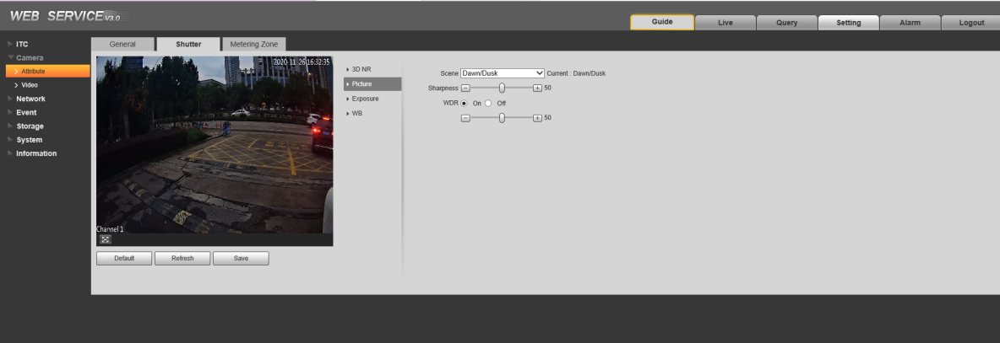 WEB SERVICE V3.0
Guide Live Query Setting Alarm Logout
ITC
Camera
Attribute
Video
Network
Event
Storage
System
Information
General Shutter Metering Zone
2020-11-26 16:32:35
Channel 1
Default Refresh Save
3D NR
Picture
Exposure
WB
Scene Dawn/Dusk Current : Dawn/Dusk
Sharpness 50
WDR On Off
50